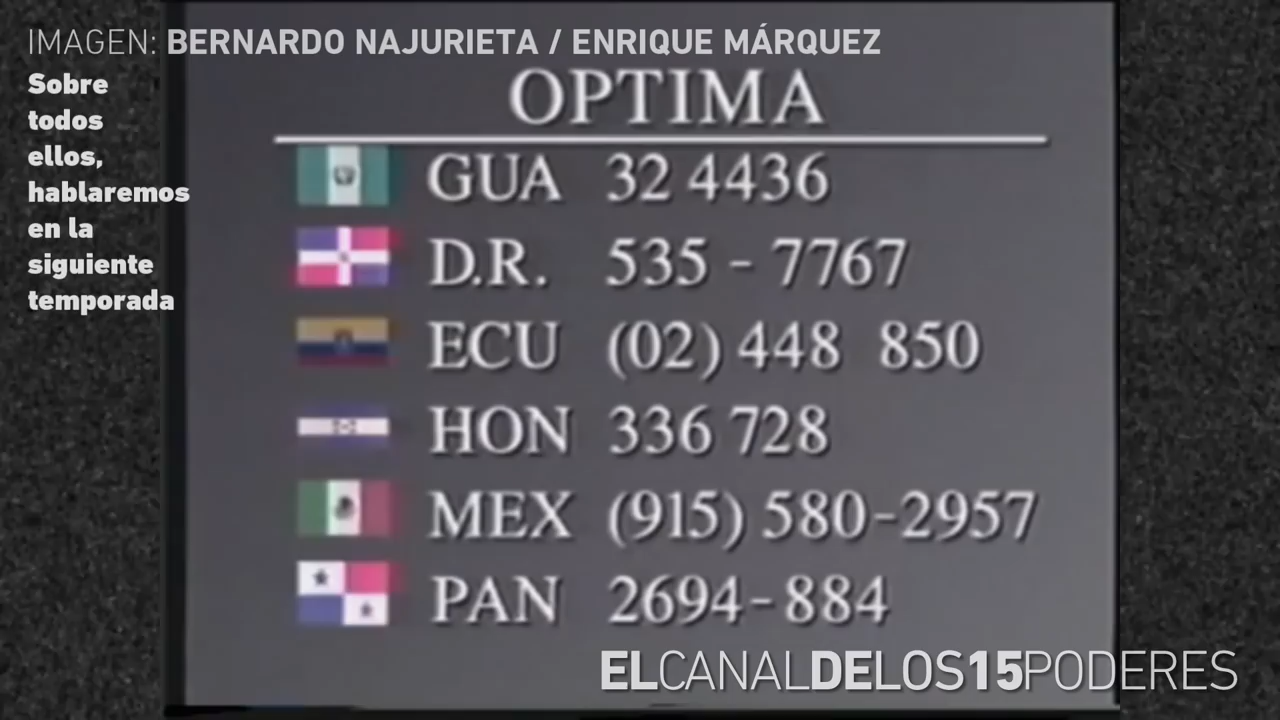 IMAGEN: BERNARDO NAJURIETA / ENRIQUE MÁRQUEZ
Sobre
todos
ellos,
hablaremos
en la
siguiente
temporada
OPTIMA
GUA 32 4436
D.R. 535 - 7767
ECU (02) 448 850
HON 336 728
MEX (915) 580-2957
PAN 2694-884
ELCANALDELOS15PODERES